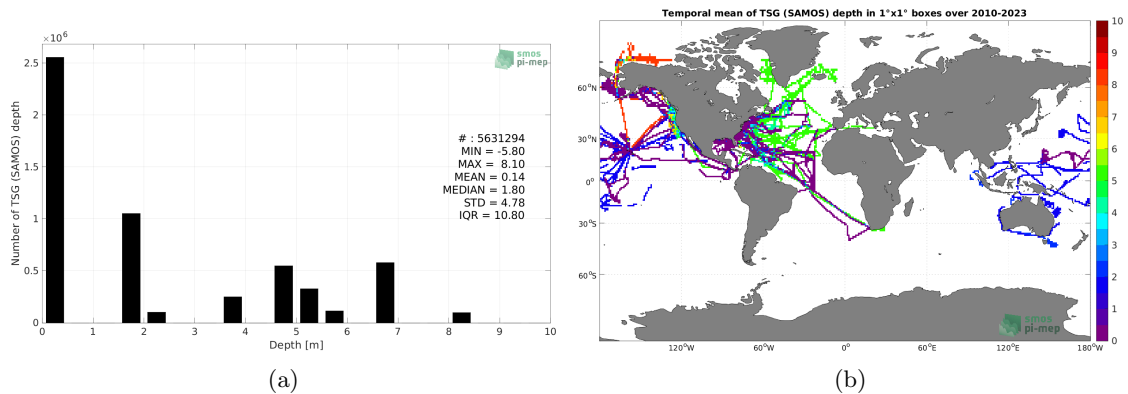 ×10⁶
2.5
2
1.5
1
0.5
0
Number of TSG (SAMOS) depth
smos
pi-mep
# : 5631294
MIN = -5.80
MAX = 8.10
MEAN = 0.14
MEDIAN = 1.80
STD = 4.78
IQR = 10.80
0 1 2 3 4 5 6 7 8 9 10
Depth [m]
(a)
Temporal mean of TSG (SAMOS) depth in 1°x1° boxes over 2010-2023
60°N
30°N
0°
30°S
60°S
120°W 60°W 0° 60°E 120°E 180°W
smos
pi-mep
10
9
8
7
6
5
4
3
2
1
0
(b)